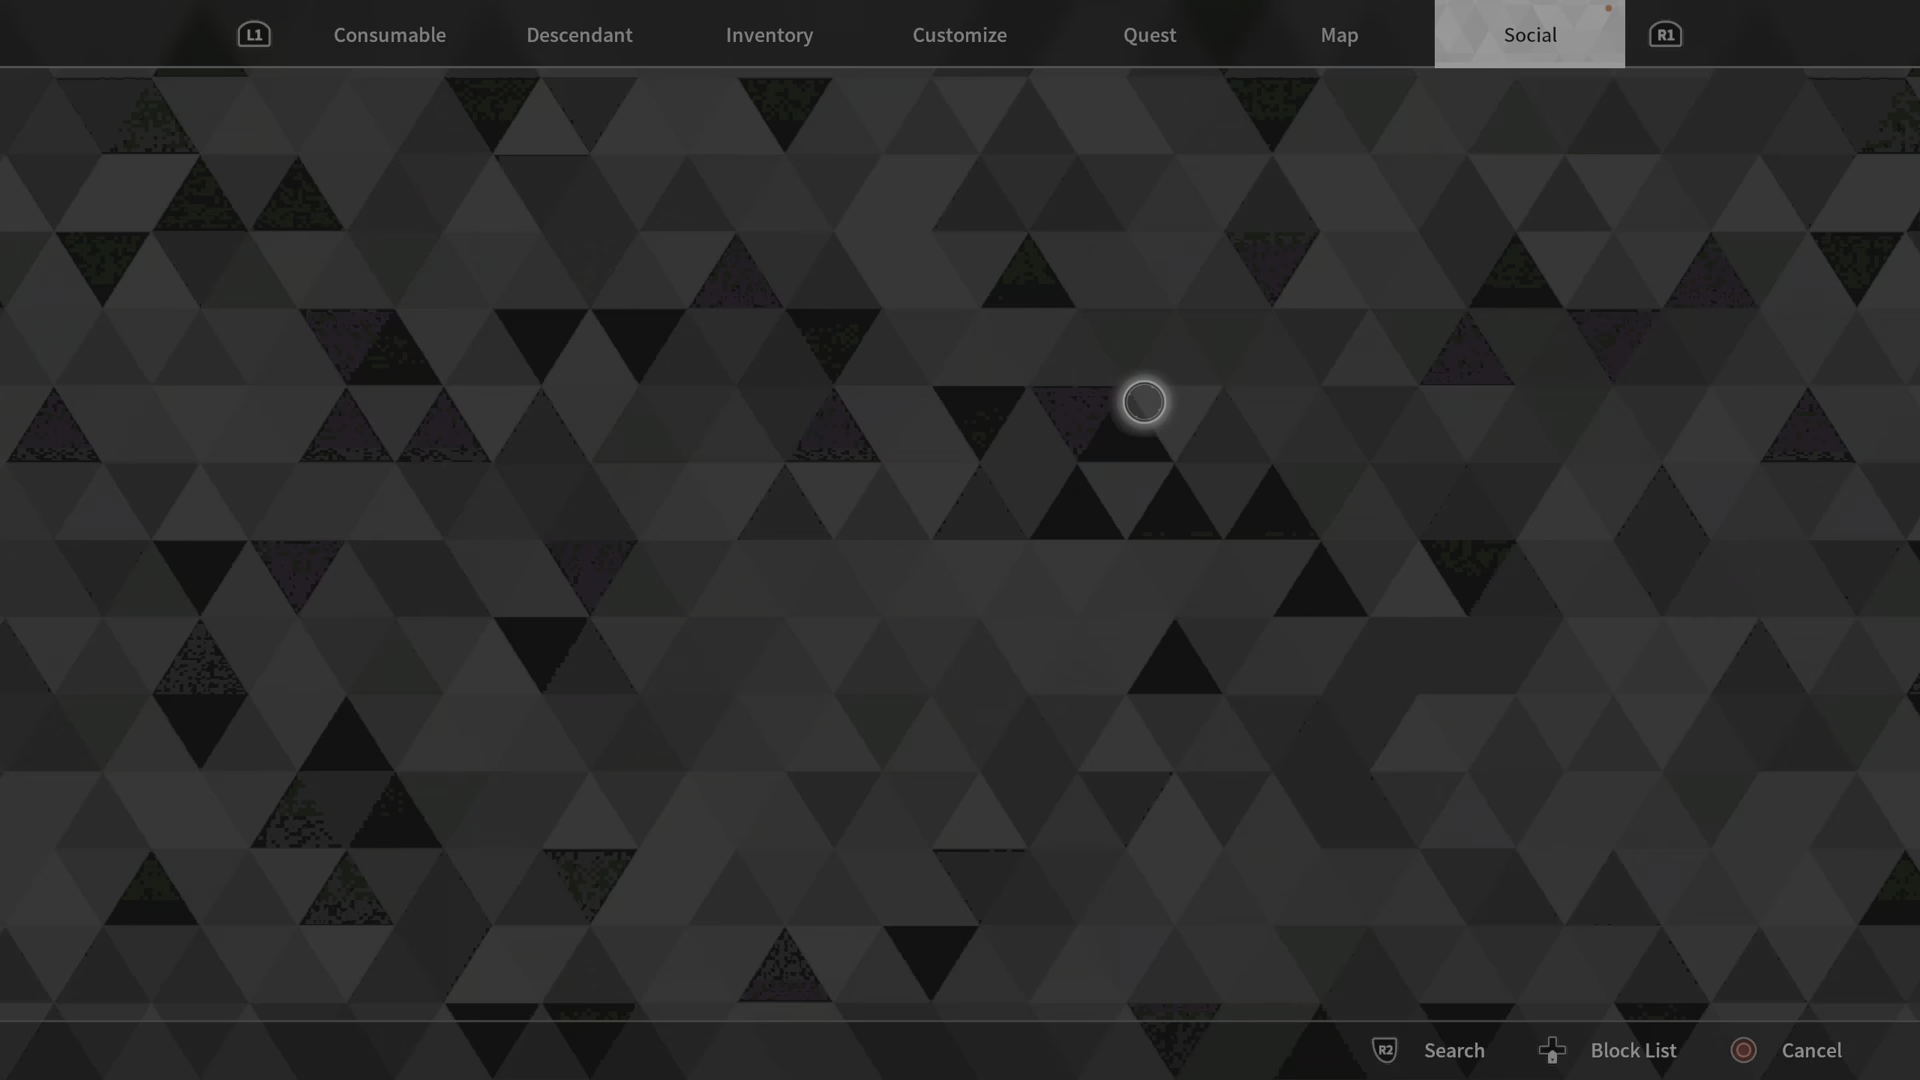 L1 Consumable Descendant Inventory Customize Quest Map Social R1
R2 Search Block List Cancel